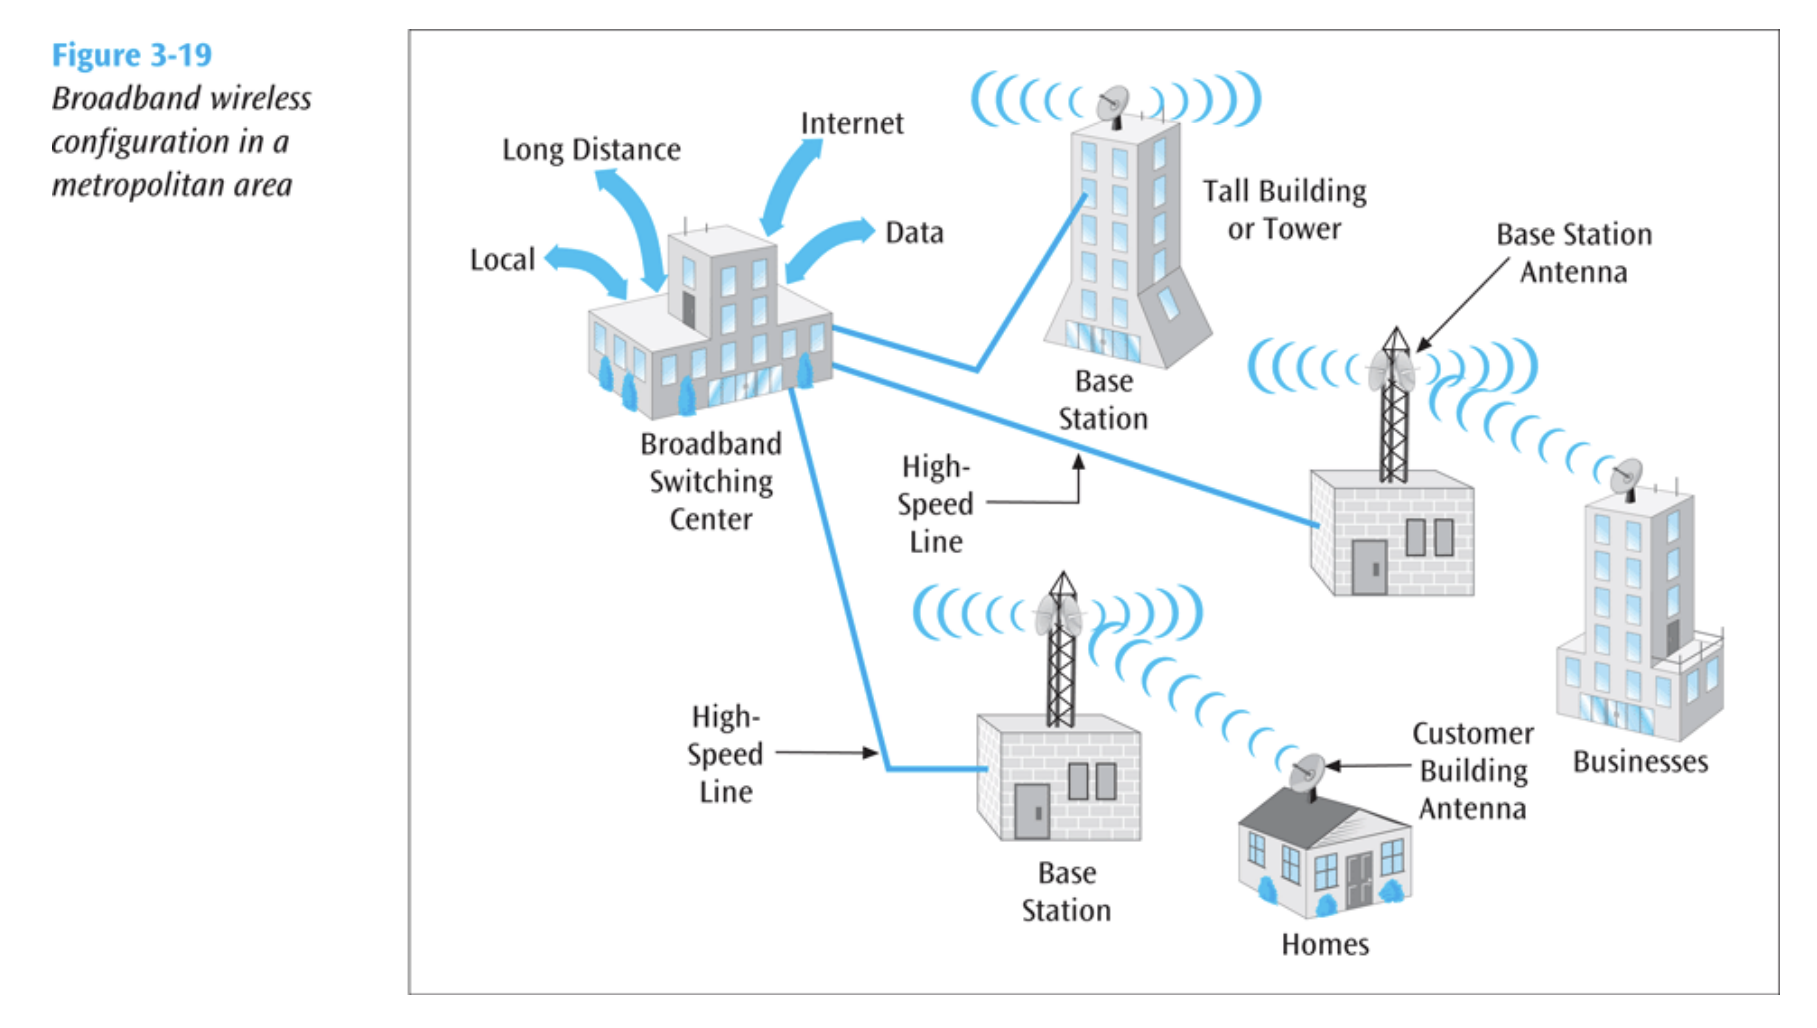 Figure 3-19
Broadband wireless
configuration in a
metropolitan area
Internet
Long Distance
Data
Local
Tall Building
or Tower
Base Station
Antenna
Base
Station
Broadband
Switching
Center
High-
Speed
Line
High-
Speed
Line
Customer
Building
Antenna
Businesses
Base
Station
Homes